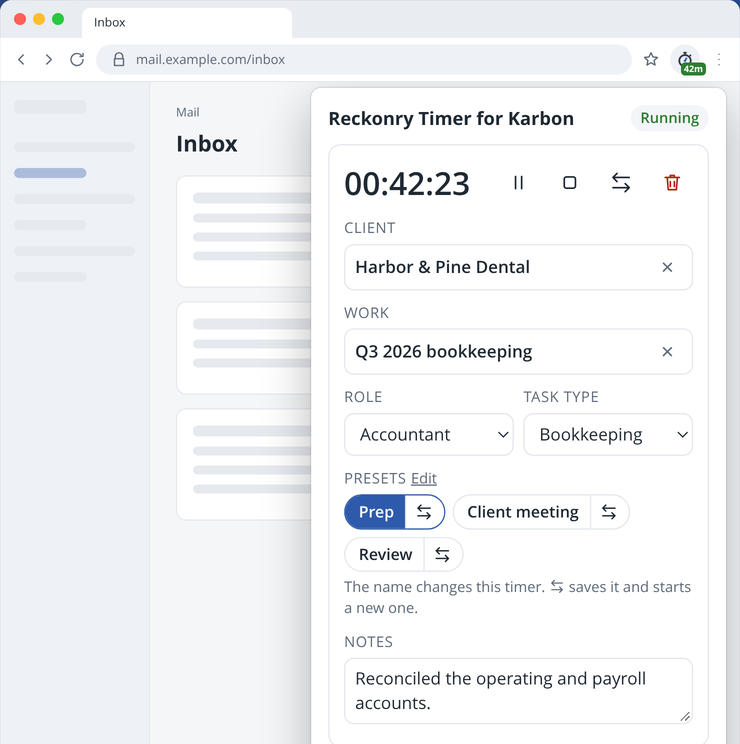 Inbox
mail.example.com/inbox
42m
Mail
Inbox
Reckonry Timer for Karbon
Running
00:42:23
CLIENT
Harbor & Pine Dental
WORK
Q3 2026 bookkeeping
ROLE
TASK TYPE
Accountant
Bookkeeping
PRESETS Edit
Prep
Client meeting
Review
The name changes this timer. ⇆ saves it and starts
a new one.
NOTES
Reconciled the operating and payroll
accounts.